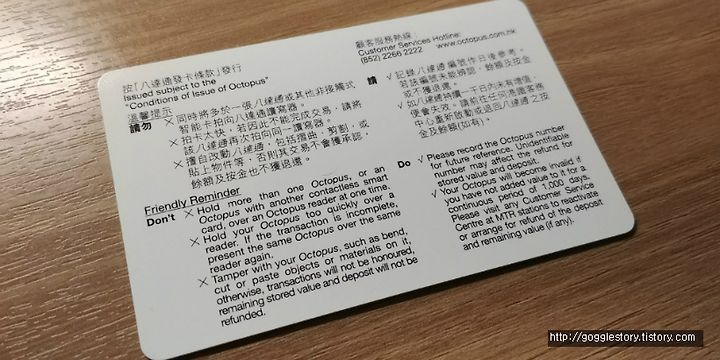 按「八達通發卡條款」發行
Issued subject to the
"Conditions of Issue of Octopus"
顧客服務熱線：
Customer Services Hotline:
(852) 2266 2222 www.octopus.com.hk
溫馨提示
請勿 × 同時將多於一張八達通或其他非接觸式
智能卡拍向八達通讀寫器。
× 拍卡太快，若因此不能完成交易，請將
該八達通再次拍向同一讀寫器。
× 擅自改動八達通，包括摺曲、剪割，或
貼上物件等，否則其交易不會獲承認，
餘額及按金也不獲退還。
請 √ 記錄八達通編號作日後參考。
若該編號未能辨認，餘額及按金
或不獲退還。
√ 如八達通持續一千日內未有增值，
便會失效。請前往任何港鐵客務
中心重新啟動或退回八達通之按
金及餘額(如有)。
Friendly Reminder
Don't × Hold more than one Octopus, or an
Octopus with another contactless smart
card, over an Octopus reader at one time.
× Hold your Octopus too quickly over a
reader. If the transaction is incomplete,
present the same Octopus over the same
reader again.
× Tamper with your Octopus, such as bend,
cut or paste objects or materials on it,
otherwise, transactions will not be honoured,
remaining stored value and deposit will not be
refunded.
Do √ Please record the Octopus number
for future reference. Unidentifiable
number may affect the refund for
stored value and deposit.
√ Your Octopus will become invalid if
you have not added value to it for a
continuous period of 1,000 days.
Please visit any Customer Service
Centre at MTR stations to reactivate
or arrange for refund of the deposit
and remaining value (if any).
http://gogglestory.tistory.com